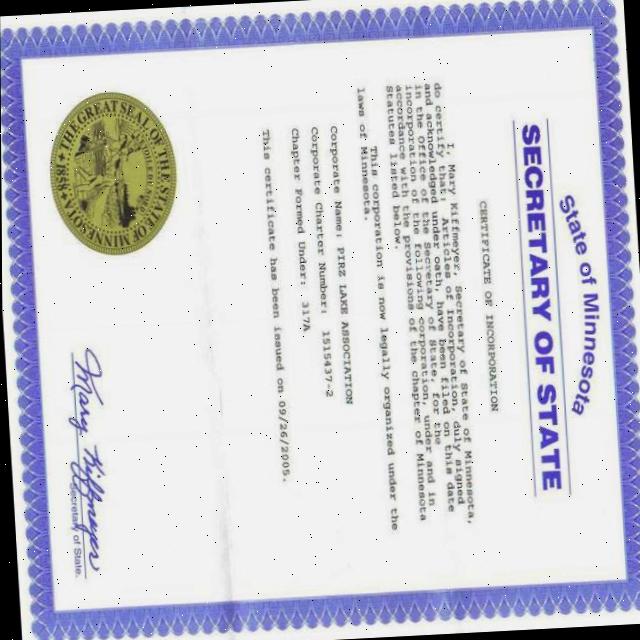 State of Minnesota
SECRETARY OF STATE
CERTIFICATE OF INCORPORATION
I, Mary Kiffmeyer, Secretary of State of Minnesota,
do certify that: Articles of Incorporation, duly signed
and acknowledged under oath, have been filed on this date
in the Office of the Secretary of State, for the
incorporation of the following corporation, under and in
accordance with the provisions of the chapter of Minnesota
Statutes listed below.
This corporation is now legally organized under the
laws of Minnesota.
Corporate Name: PIRZ LAKE ASSOCIATION
Corporate Charter Number: 1515437-2
Chapter Formed Under: 317A
This certificate has been issued on 09/26/2005.
THE GREAT SEAL OF THE STATE OF MINNESOTA
1858
Mary Kiffmeyer
Secretary of State.